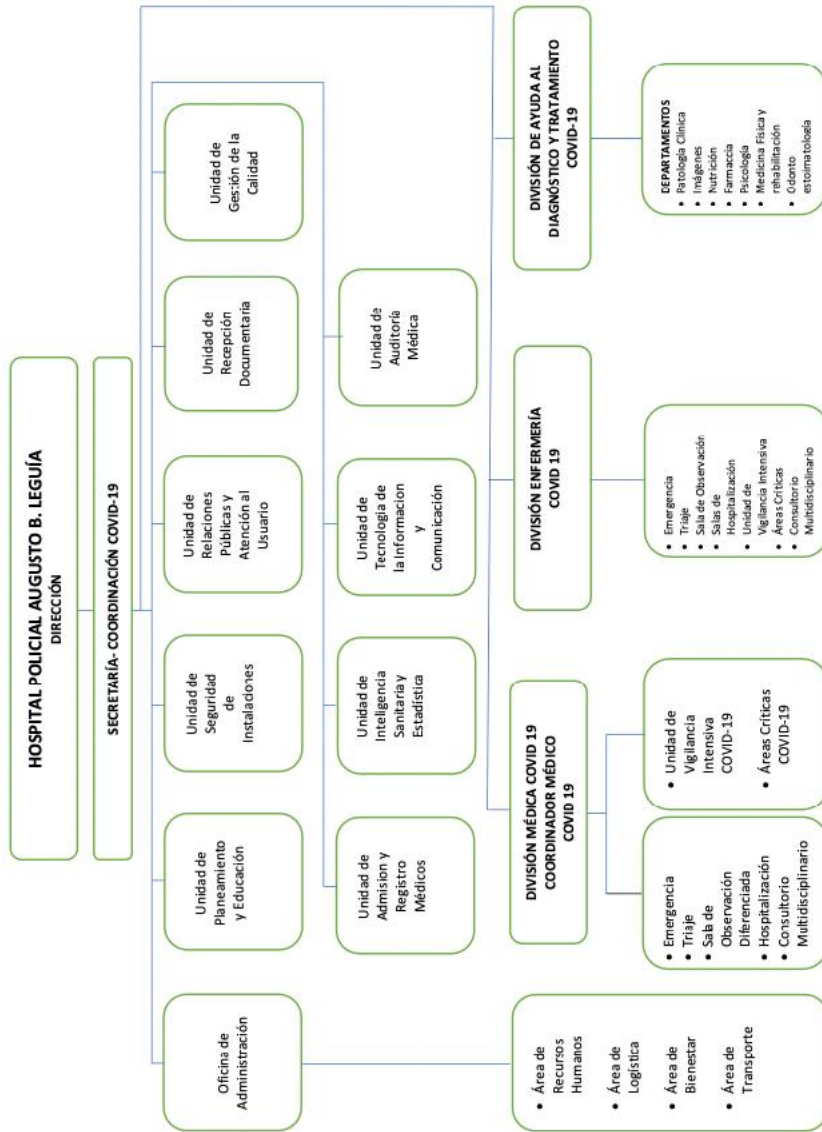 HOSPITAL POLICIAL AUGUSTO B. LEGUÍA
DIRECCIÓN
SECRETARÍA- COORDINACIÓN COVID-19
Oficina de
Administración
Unidad de
Planeamiento
y Educación
Unidad de
Seguridad
de
Instalaciones
Unidad de
Relaciones
Públicas y
Atención al
Usuario
Unidad de
Recepción
Documentaria
Unidad de
Gestión de la
Calidad
Unidad de
Admision y
Registro
Médicos
Unidad de
Inteligencia
Sanitaria y
Estadística
Unidad de
Tecnología de
la Informacion
y
Comunicación
Unidad de
Auditoría
Médica
DIVISIÓN MÉDICA COVID 19
COORDINADOR MÉDICO
COVID 19
DIVISIÓN ENFERMERÍA
COVID 19
DIVISIÓN DE AYUDA AL
DIAGNÓSTICO Y TRATAMIENTO
COVID-19
• Área de
Recursos
Humanos
• Área de
Logística
• Área de
Bienestar
• Área de
Transporte
• Emergencia
• Triaje
• Sala de
Observación
Diferenciada
• Hospitalización
• Consultorio
Multidisciplinario
• Unidad de
Vigilancia
Intensiva
COVID-19
• Áreas Críticas
COVID-19
• Emergencia
• Triaje
• Sala de Observación
• Salas de
Hospitalización
• Unidad de
Vigilancia Intensiva
• Áreas Críticas
• Consultorio
Multidisciplinario
DEPARTAMENTOS
• Patología Clínica
• Imágenes
• Nutrición
• Farmaccia
• Psicología
• Medicina Física y
rehabilitación
• Odonto
estoimatología